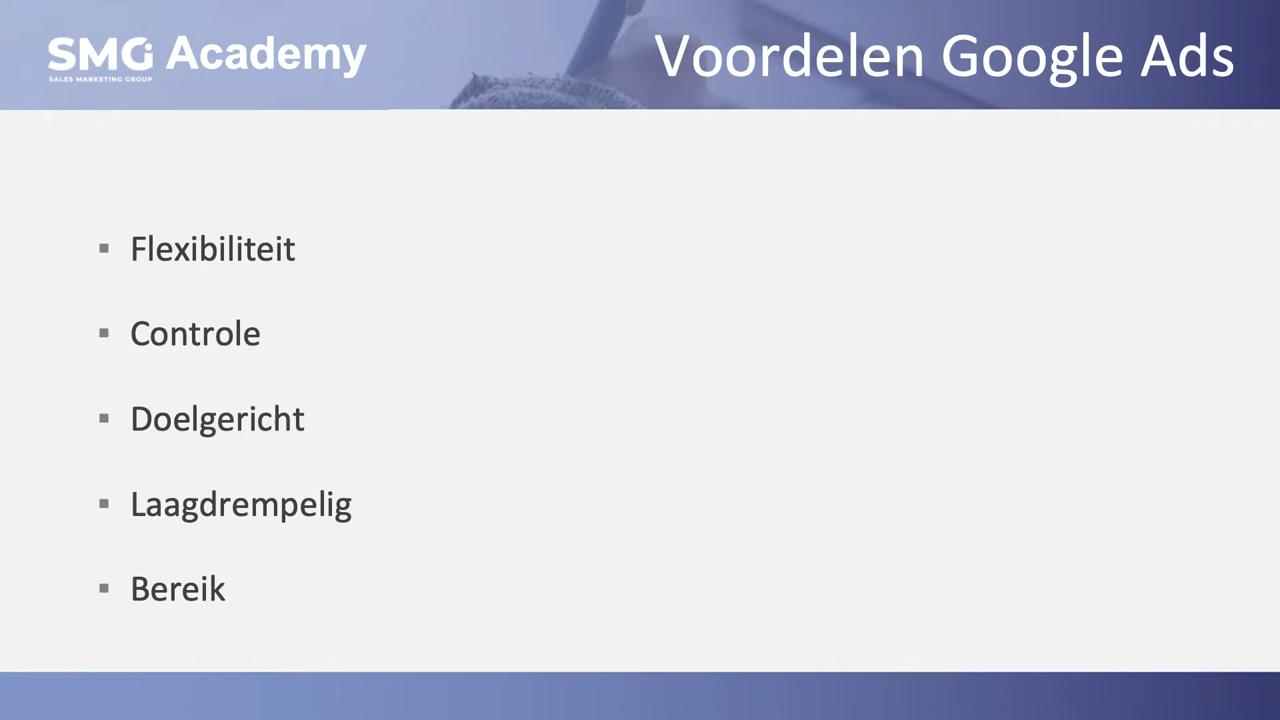 SMG Academy
SALES MARKETING GROUP
Voordelen Google Ads
▪ Flexibiliteit
▪ Controle
▪ Doelgericht
▪ Laagdrempelig
▪ Bereik